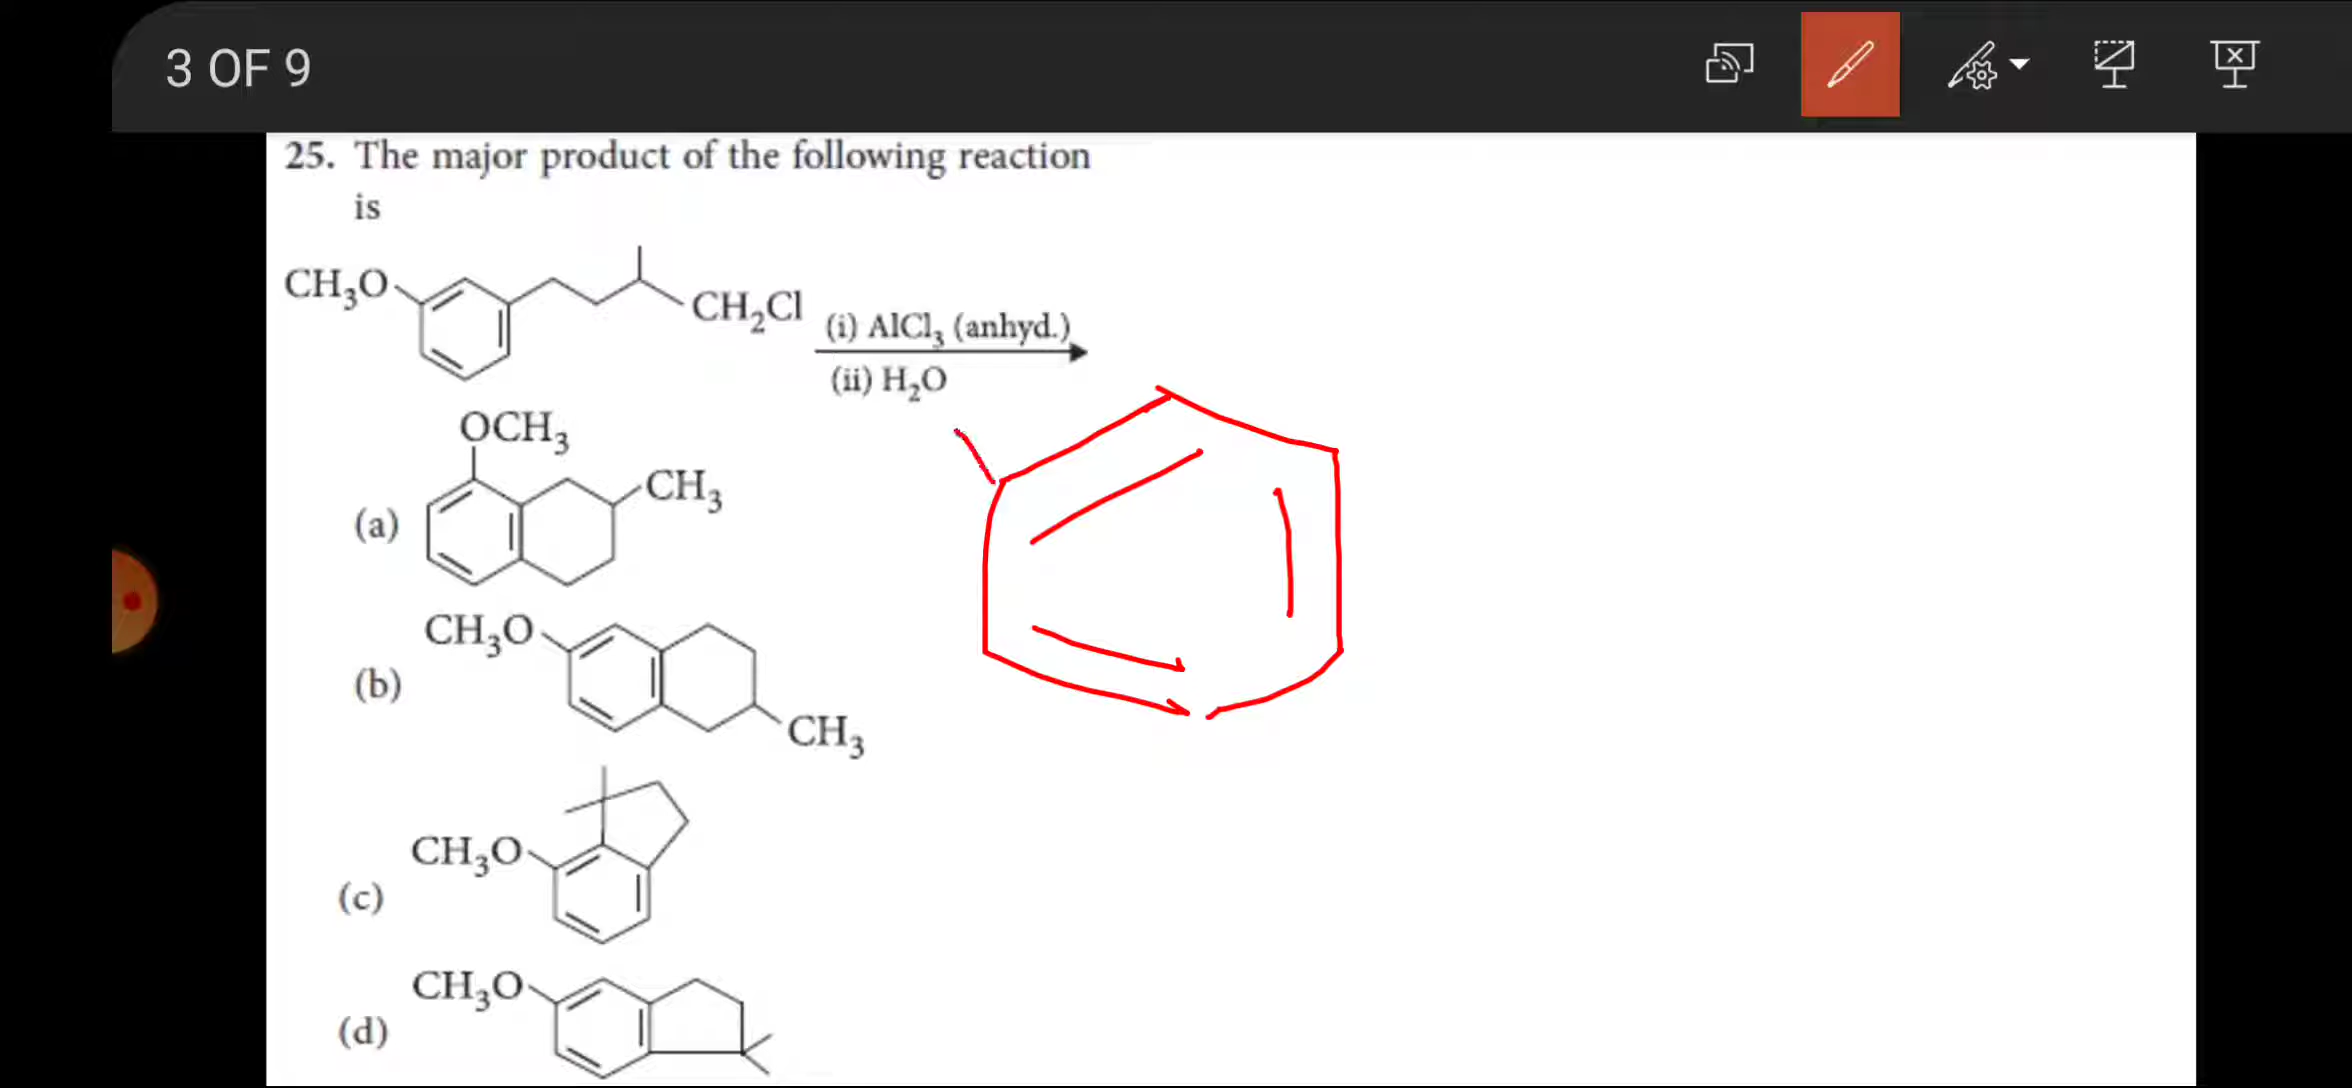 3 OF 9
25. The major product of the following reaction
is
CH₃O
CH₂Cl
(i) AlCl₃ (anhyd.)
(ii) H₂O
OCH₃
CH₃
(a)
CH₃O
(b)
CH₃
CH₃O
(c)
CH₃O
(d)